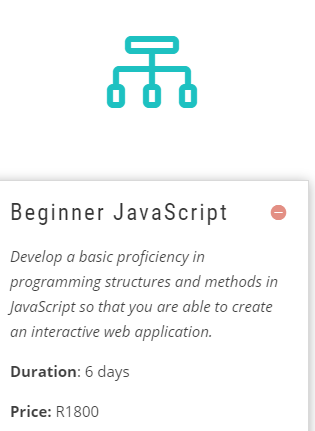 Beginner JavaScript
Develop a basic proficiency in
programming structures and methods in
JavaScript so that you are able to create
an interactive web application.
Duration: 6 days
Price: R1800